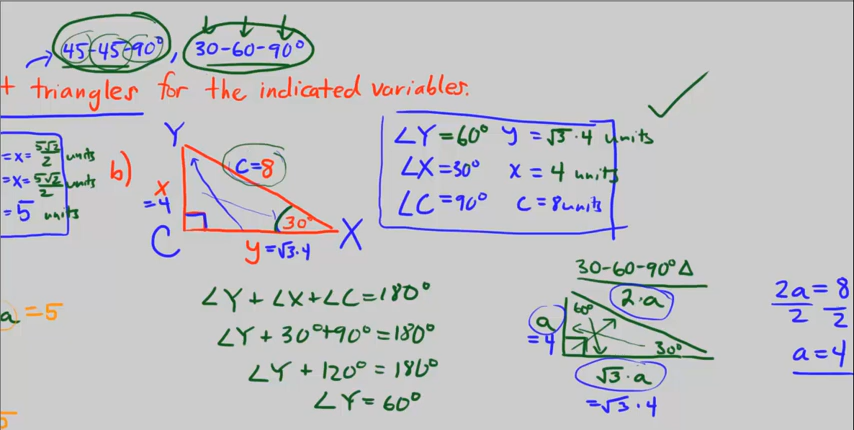 45-45-90°, 30-60-90°
t triangles for the indicated variables.
= x = 5√2/2 units
= x = 5√2/2 units
= 5 units
b)
Y
c=8
x
=4
30°
C
X
y=√3·4
∠Y=60° y=√3·4 units
∠X=30° x=4 units
∠C=90° c=8 units
a=5
∠Y+∠X+∠C=180°
∠Y+30°+90°=180°
∠Y+120°=180°
∠Y=60°
30-60-90°Δ
2·a
60°
a
=4
30°
√3·a
=√3·4
2a=8
2 2
a=4
5